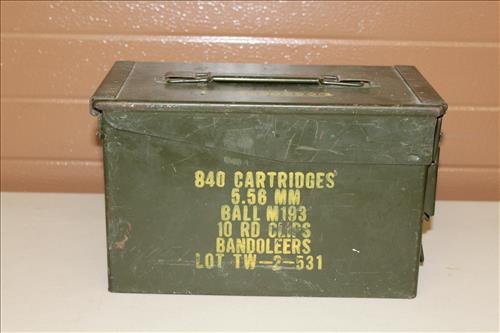 840 CARTRIDGES
5.56 MM
BALL M193
10 RD CLIPS
BANDOLEERS
LOT TW-2-531